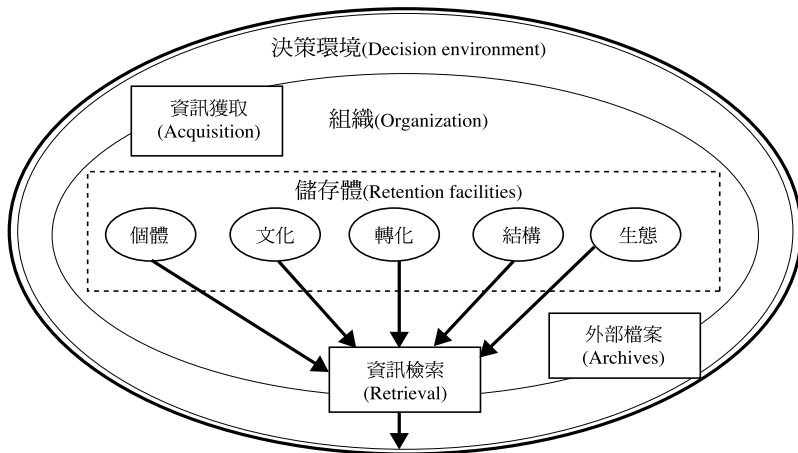 決策環境(Decision environment)
資訊獲取
(Acquisition)
組織(Organization)
儲存體(Retention facilities)
個體
文化
轉化
結構
生態
外部檔案
(Archives)
資訊檢索
(Retrieval)